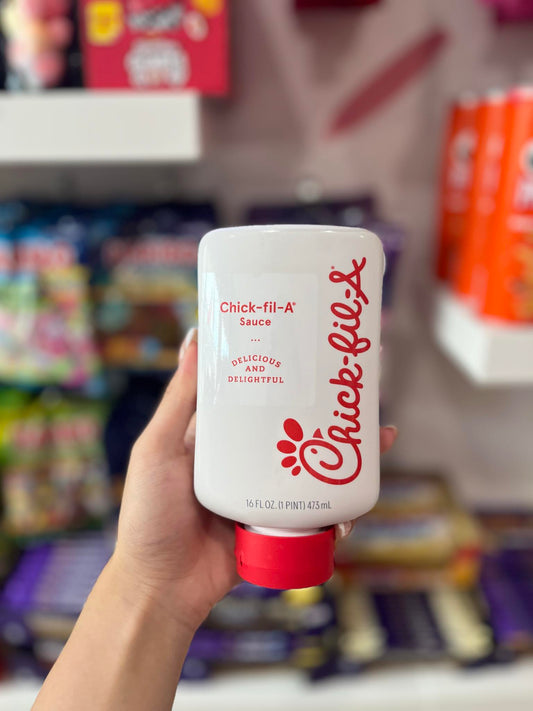 Chick-fil-A®
Sauce
...
DELICIOUS
AND
DELIGHTFUL
Chick-fil-A®
16 FL OZ. (1 PINT) 473 mL